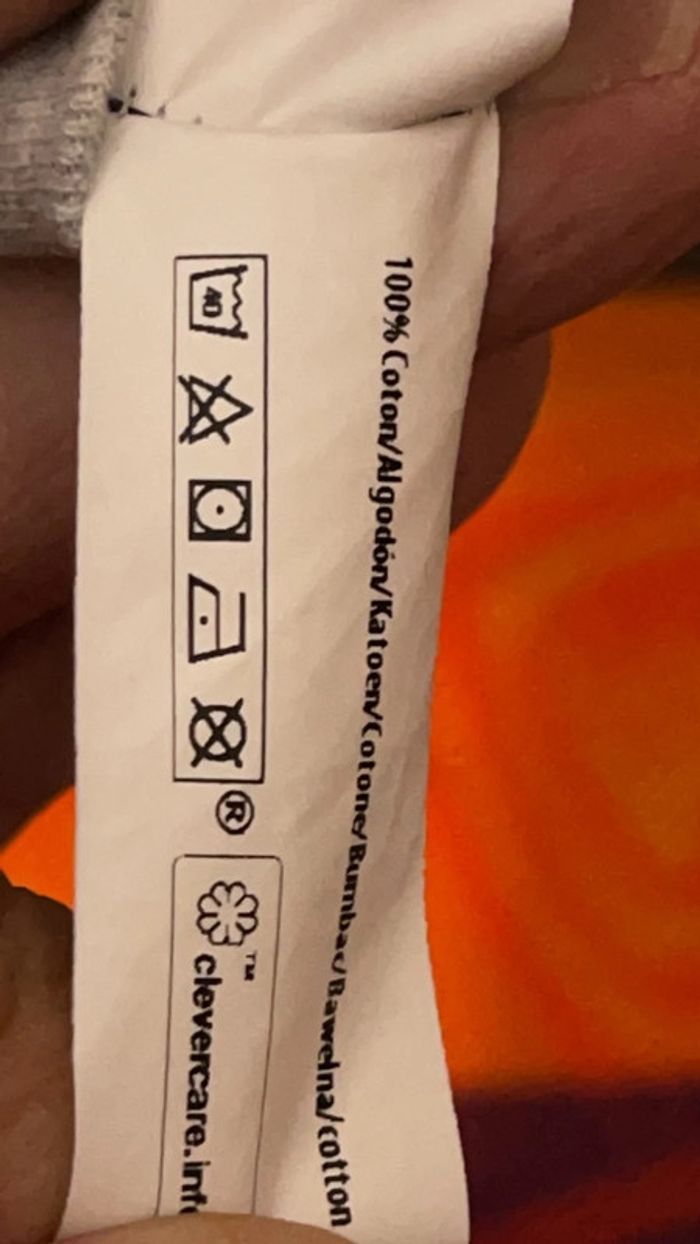 100% Coton/Algodón/Katoen/Cotone/Bumbac/Bawełna/cotton
40
®
™
clevercare.inf